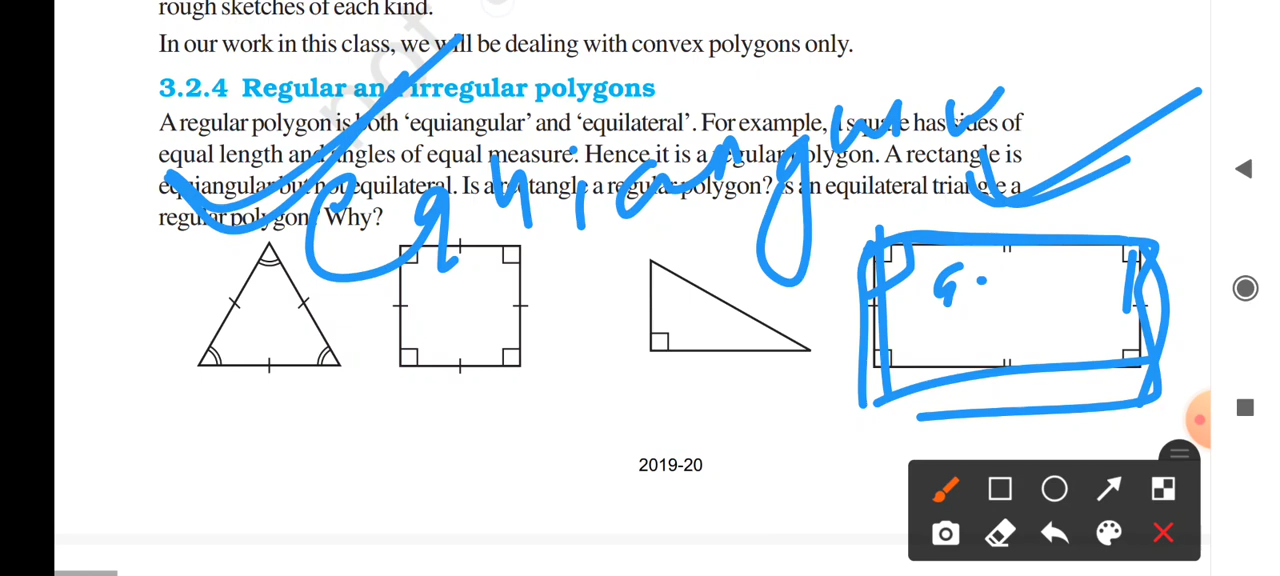 rough sketches of each kind.
In our work in this class, we will be dealing with convex polygons only.
3.2.4 Regular and irregular polygons
A regular polygon is both ‘equiangular’ and ‘equilateral’. For example, a square has sides of
equal length and angles of equal measure. Hence it is a regular polygon. A rectangle is
equiangular but not equilateral. Is a rectangle a regular polygon? Is an equilateral triangle a
regular polygon? Why?
2019-20